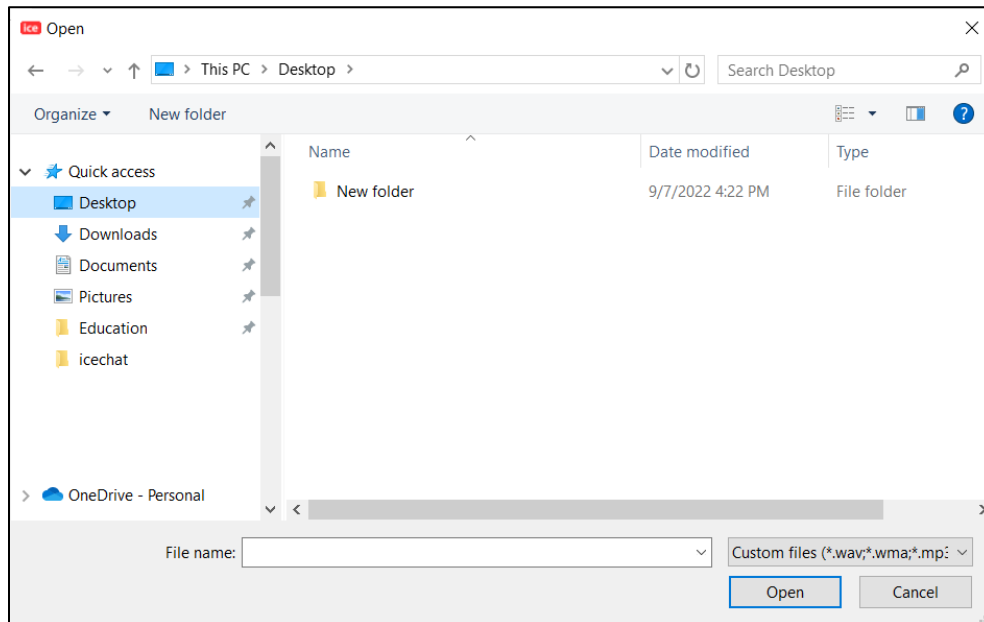 ice Open
This PC > Desktop >
Search Desktop
Organize
New folder
?
Name
Date modified
Type
Quick access
New folder
9/7/2022 4:22 PM
File folder
Desktop
Downloads
Documents
Pictures
Education
icechat
OneDrive - Personal
File name:
Custom files (*.wav;*.wma;*.mp3
Open
Cancel